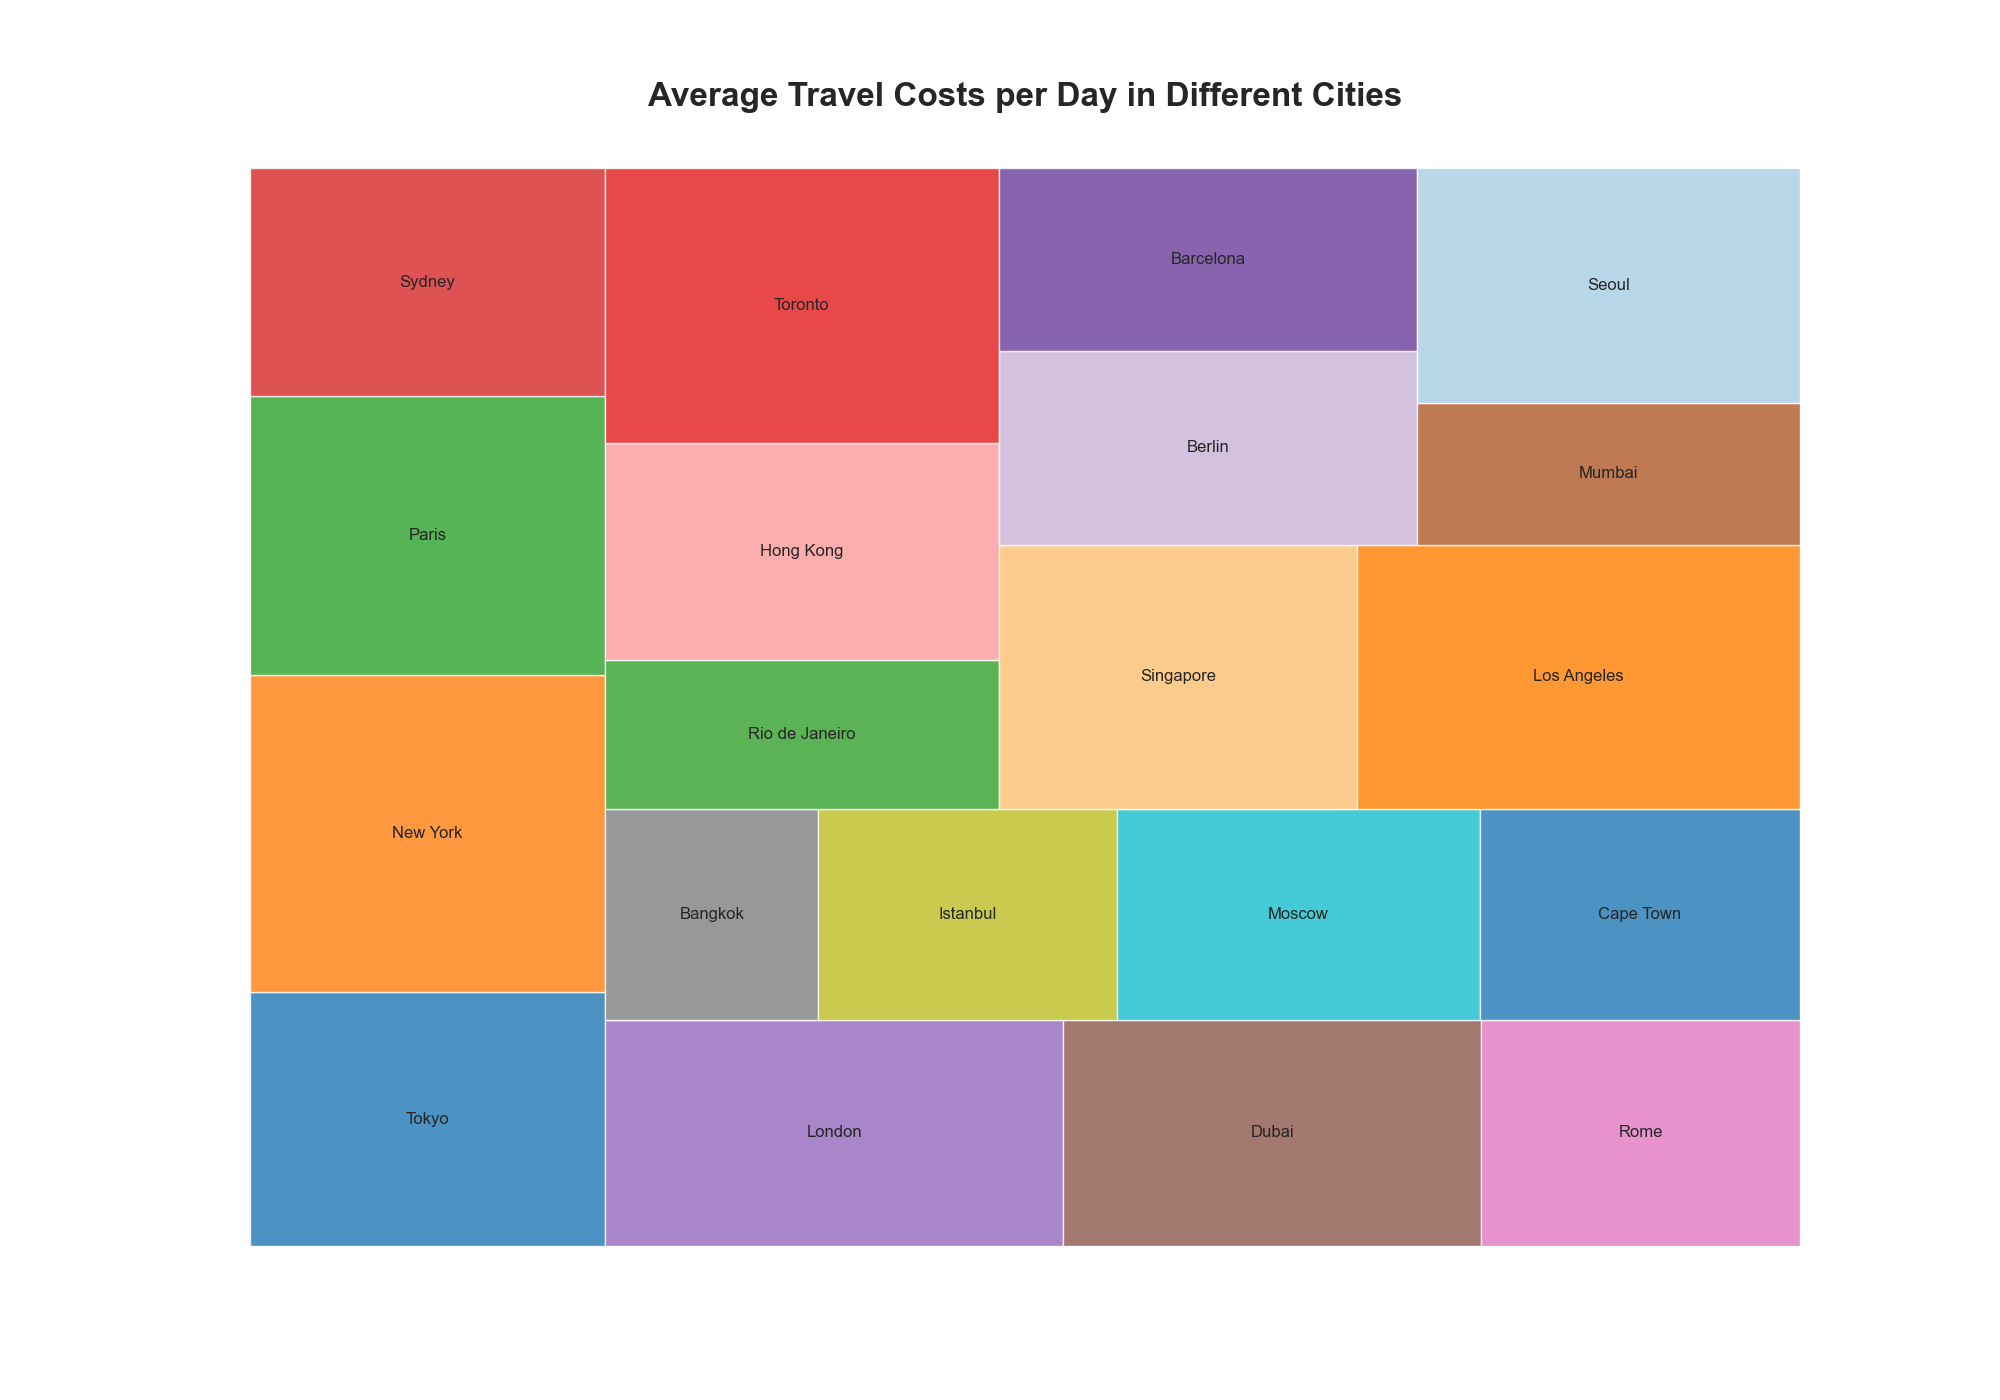 Average Travel Costs per Day in Different Cities
Sydney
Toronto
Barcelona
Seoul
Berlin
Mumbai
Paris
Hong Kong
Singapore
Los Angeles
Rio de Janeiro
New York
Bangkok
Istanbul
Moscow
Cape Town
Tokyo
London
Dubai
Rome